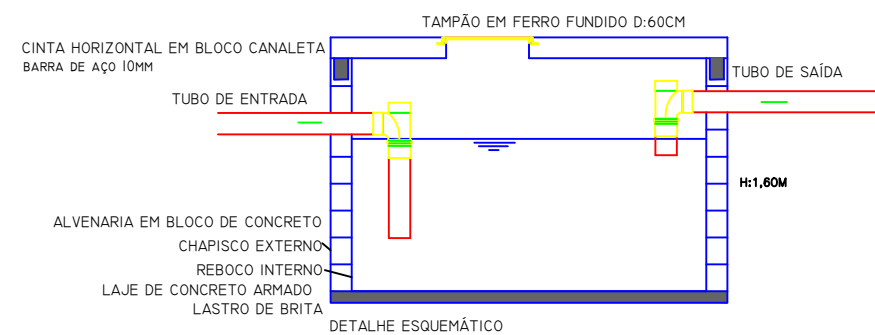 TAMPÃO EM FERRO FUNDIDO D:60CM
CINTA HORIZONTAL EM BLOCO CANALETA
BARRA DE AÇO 10MM
TUBO DE SAÍDA
TUBO DE ENTRADA
H:1,60M
ALVENARIA EM BLOCO DE CONCRETO
CHAPISCO EXTERNO
REBOCO INTERNO
LAJE DE CONCRETO ARMADO
LASTRO DE BRITA
DETALHE ESQUEMÁTICO